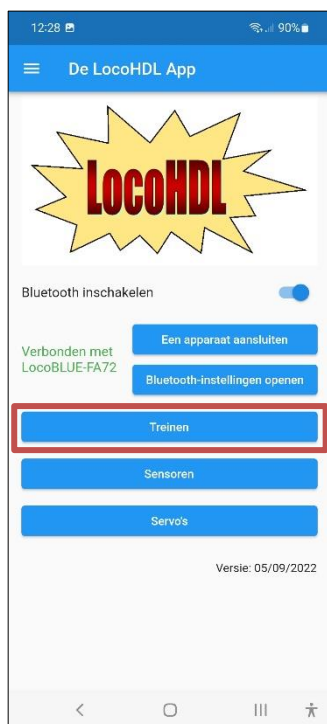 12:28 90%
De LocoHDL App
LOCOHDL
Bluetooth inschakelen
Verbonden met
LocoBLUE-FA72
Een apparaat aansluiten
Bluetooth-instellingen openen
Treinen
Sensoren
Servo's
Versie: 05/09/2022